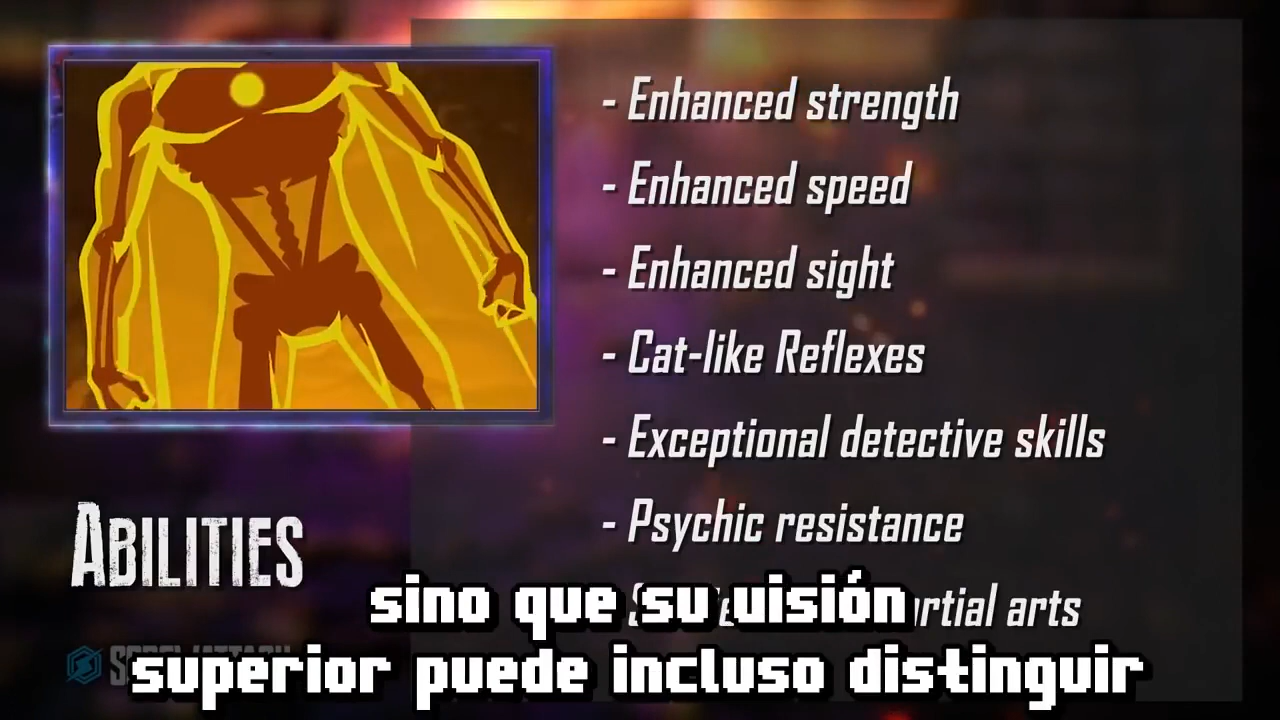 - Enhanced strength
- Enhanced speed
- Enhanced sight
- Cat-like Reflexes
- Exceptional detective skills
- Psychic resistance
arts
Abilities
sino que su visión
superior puede incluso distinguir